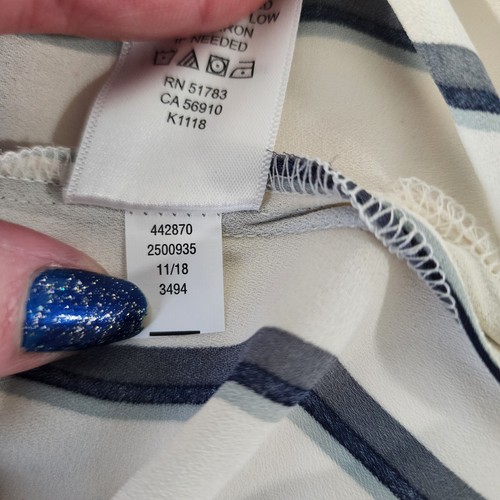 LOW
IRON
IF NEEDED
RN 51783
CA 56910
K1118
442870
2500935
11/18
3494